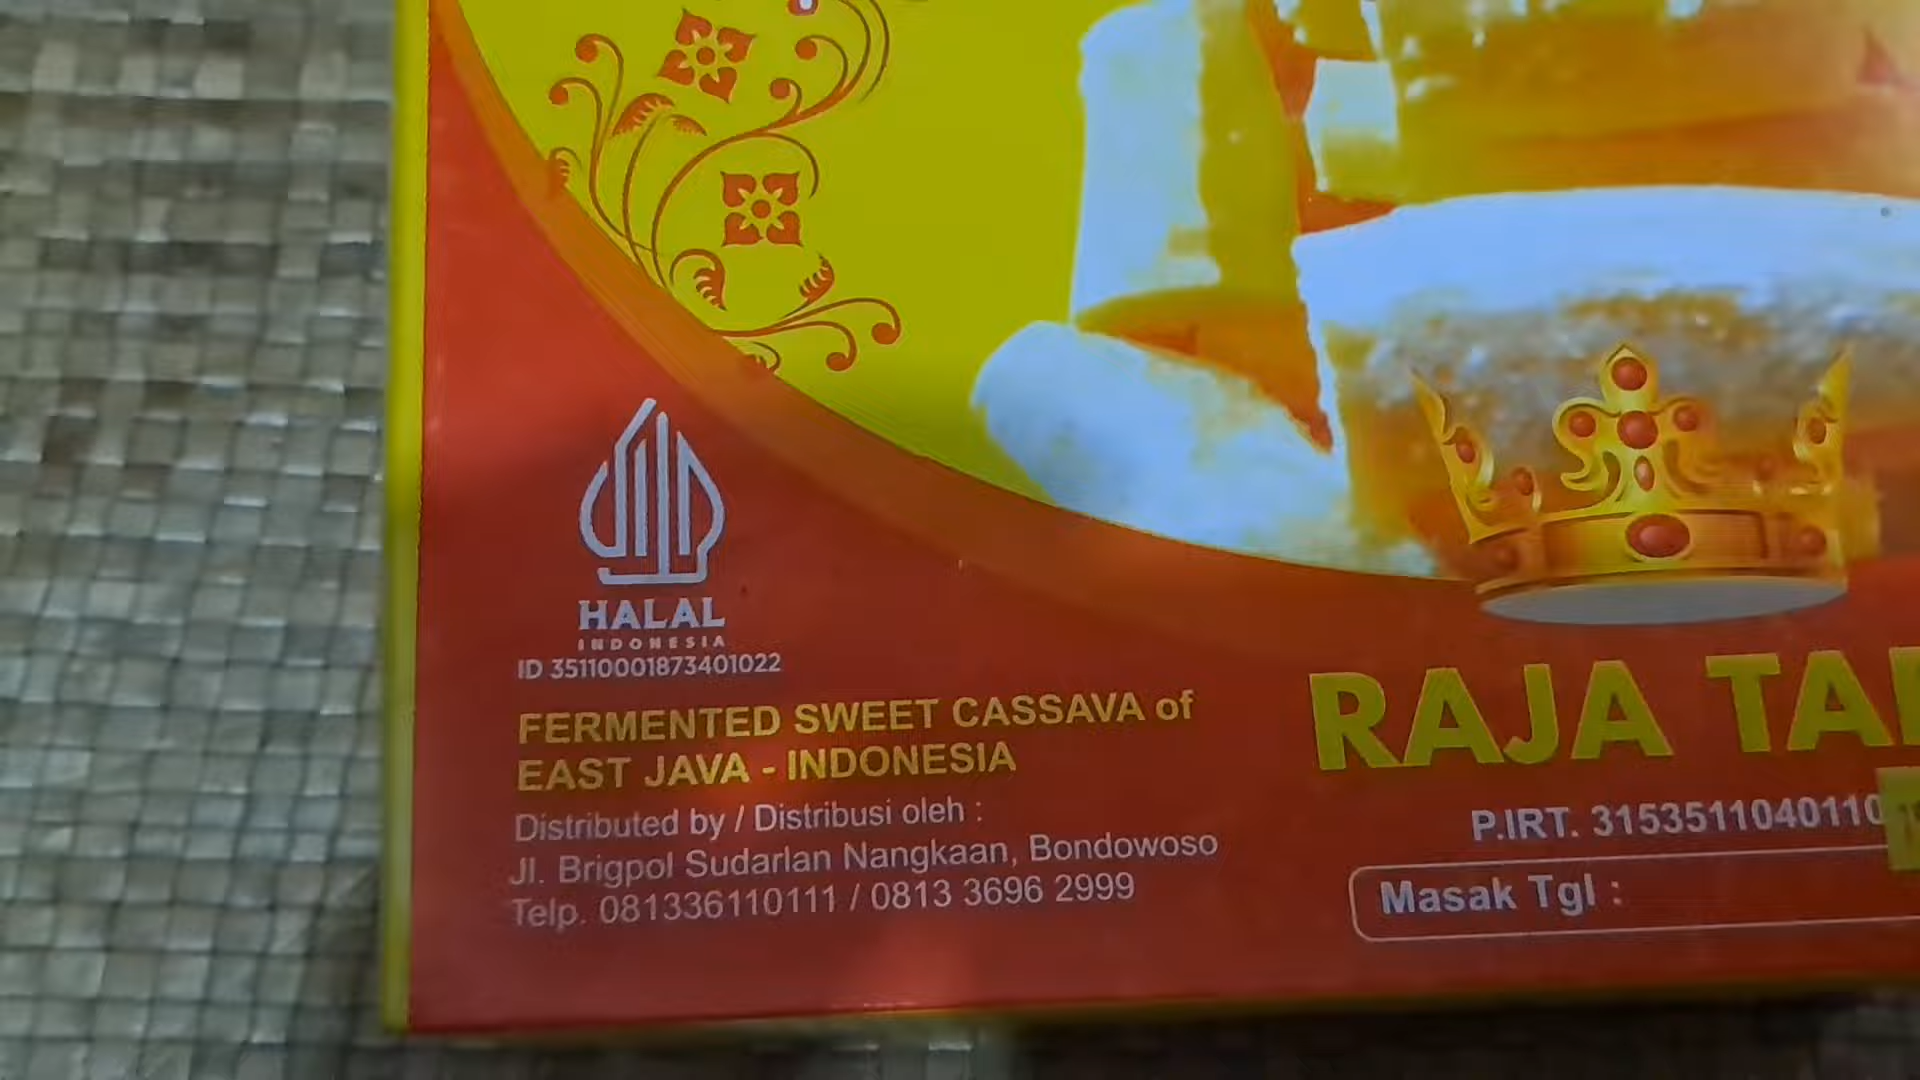 HALAL
INDONESIA
ID 35110001873401022
FERMENTED SWEET CASSAVA of
EAST JAVA - INDONESIA
Distributed by / Distribusi oleh :
Jl. Brigpol Sudarlan Nangkaan, Bondowoso
Telp. 081336110111 / 0813 3696 2999
RAJA TA
P.IRT. 3153511040110
Masak Tgl :